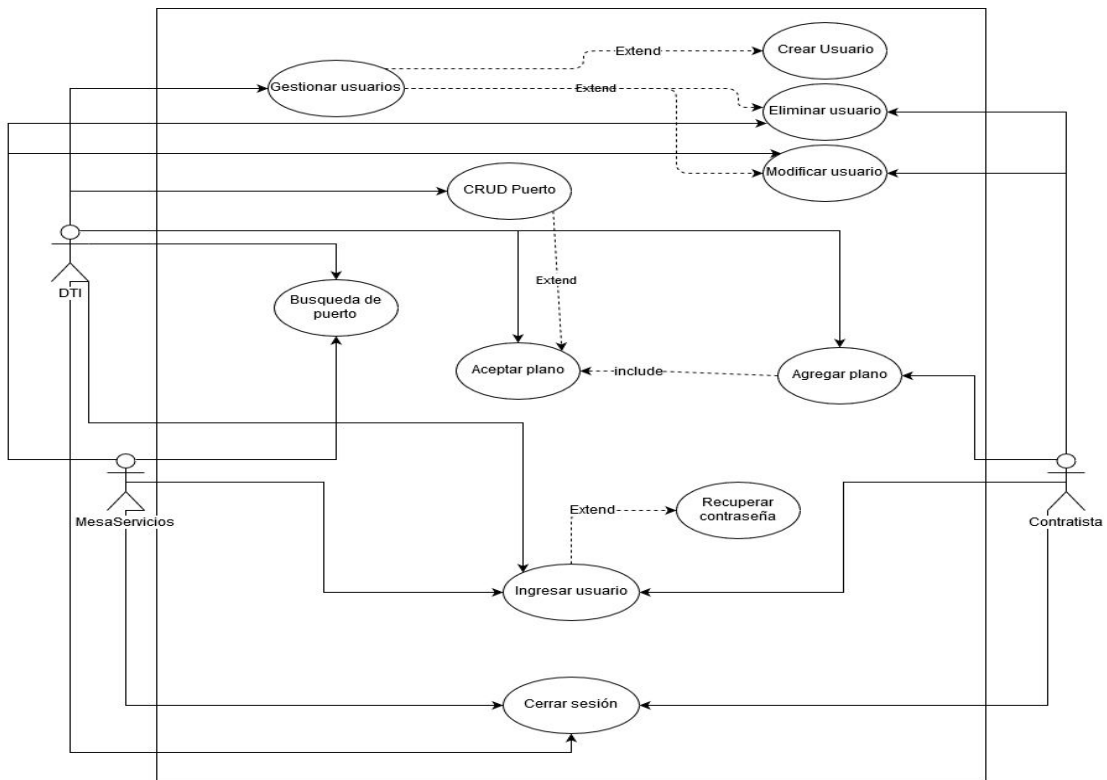 Extend
Crear Usuario
Gestionar usuarios
Extend
Eliminar usuario
Modificar usuario
CRUD Puerto
DTI
Extend
Busqueda de
puerto
Aceptar plano
include
Agregar plano
MesaServicios
Contratista
Extend
Recuperar
contraseña
Ingresar usuario
Cerrar sesión